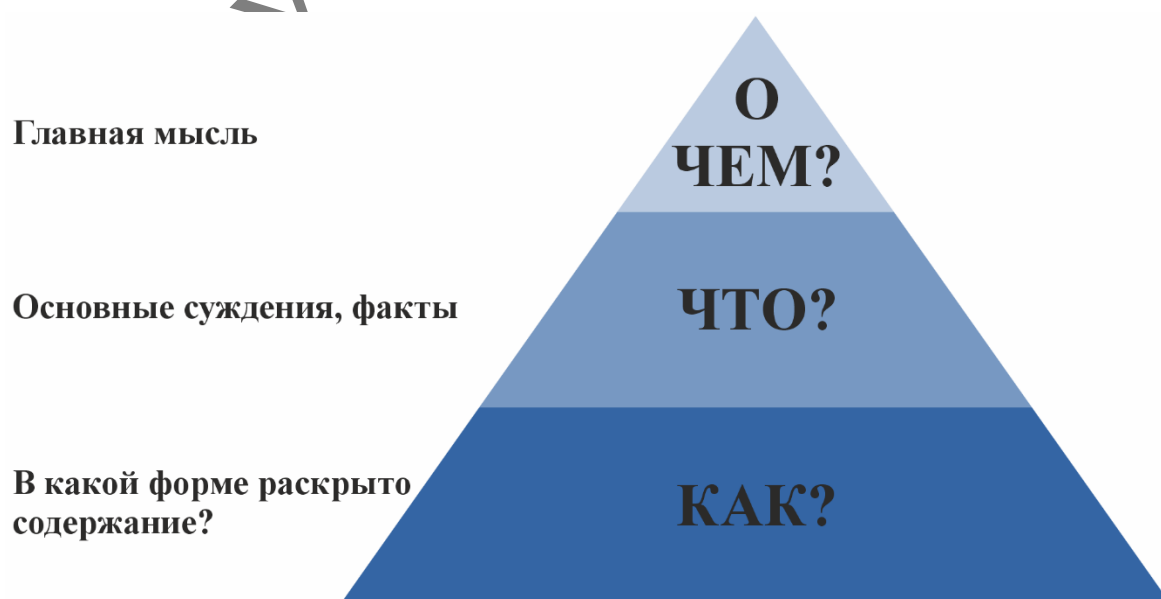 О
ЧЕМ?
Главная мысль
Основные суждения, факты
ЧТО?
В какой форме раскрыто
содержание?
КАК?